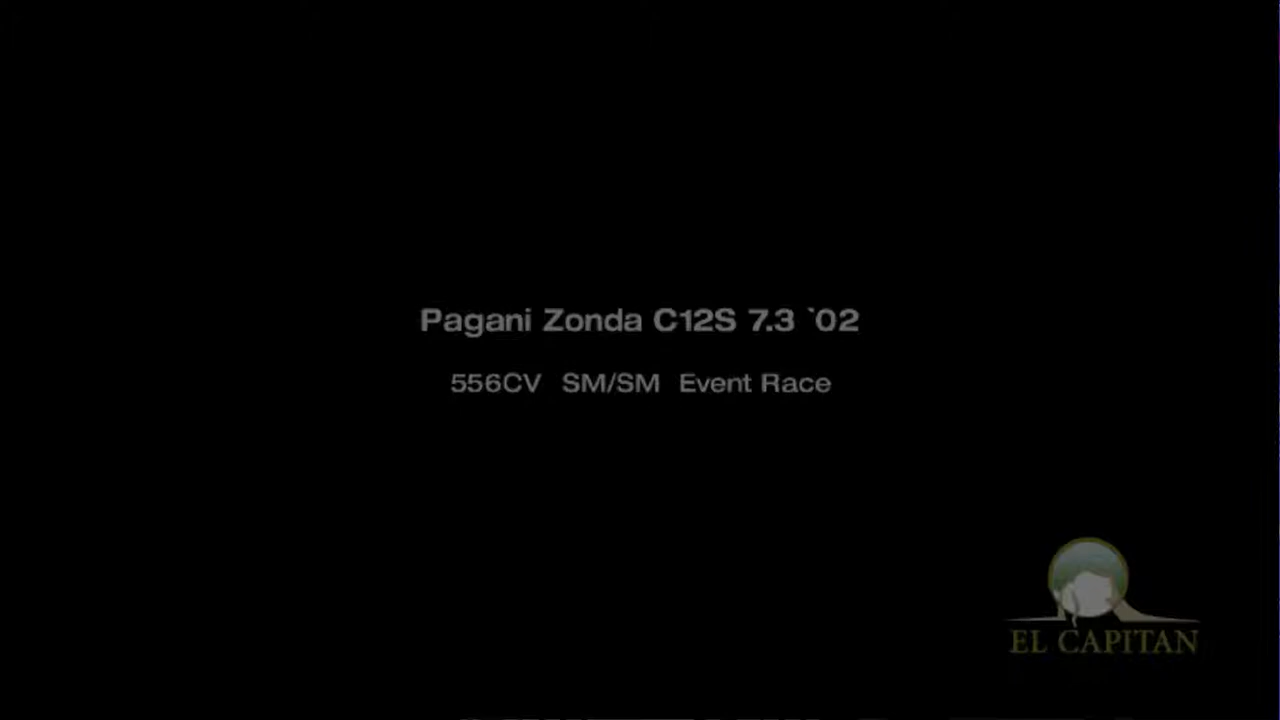 Pagani Zonda C12S 7.3 `02
556CV SM/SM Event Race
EL CAPITAN